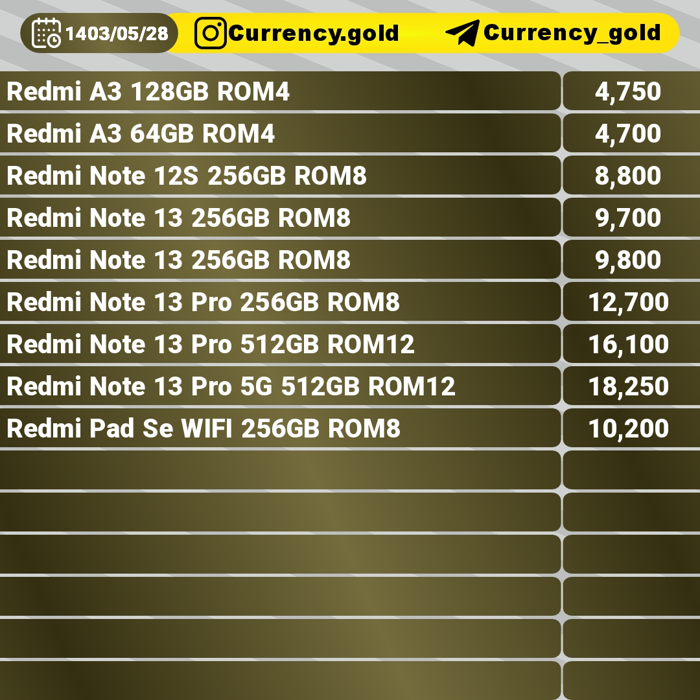 1403/05/28 Currency.gold Currency_gold
Redmi A3 128GB ROM4 4,750
Redmi A3 64GB ROM4 4,700
Redmi Note 12S 256GB ROM8 8,800
Redmi Note 13 256GB ROM8 9,700
Redmi Note 13 256GB ROM8 9,800
Redmi Note 13 Pro 256GB ROM8 12,700
Redmi Note 13 Pro 512GB ROM12 16,100
Redmi Note 13 Pro 5G 512GB ROM12 18,250
Redmi Pad Se WIFI 256GB ROM8 10,200